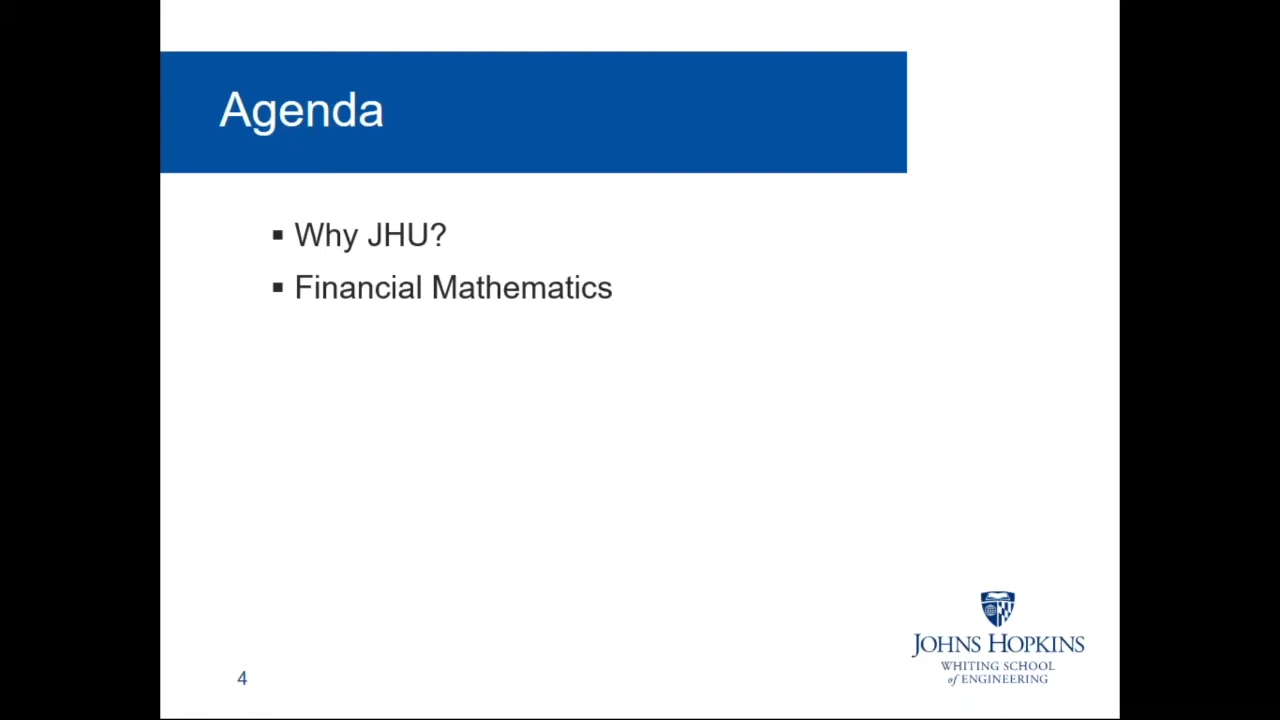 Agenda
▪ Why JHU?
▪ Financial Mathematics
4
JOHNS HOPKINS
WHITING SCHOOL
of ENGINEERING